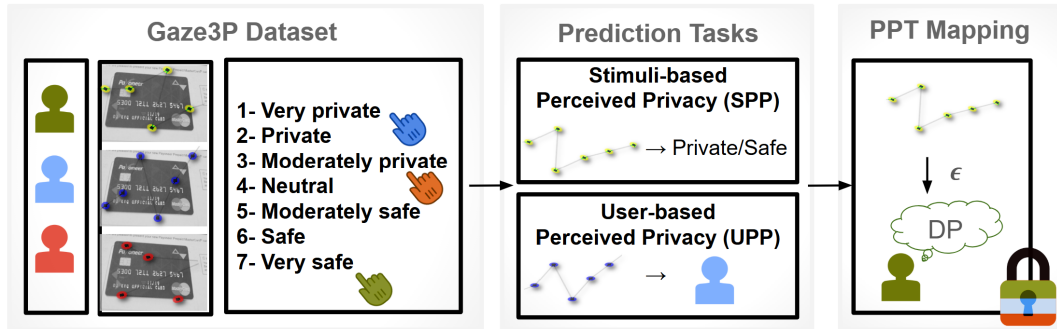 Gaze3P Dataset
1- Very private
2- Private
3- Moderately private
4- Neutral
5- Moderately safe
6- Safe
7- Very safe
Prediction Tasks
Stimuli-based
Perceived Privacy (SPP)
→ Private/Safe
User-based
Perceived Privacy (UPP)
→
PPT Mapping
ϵ
DP